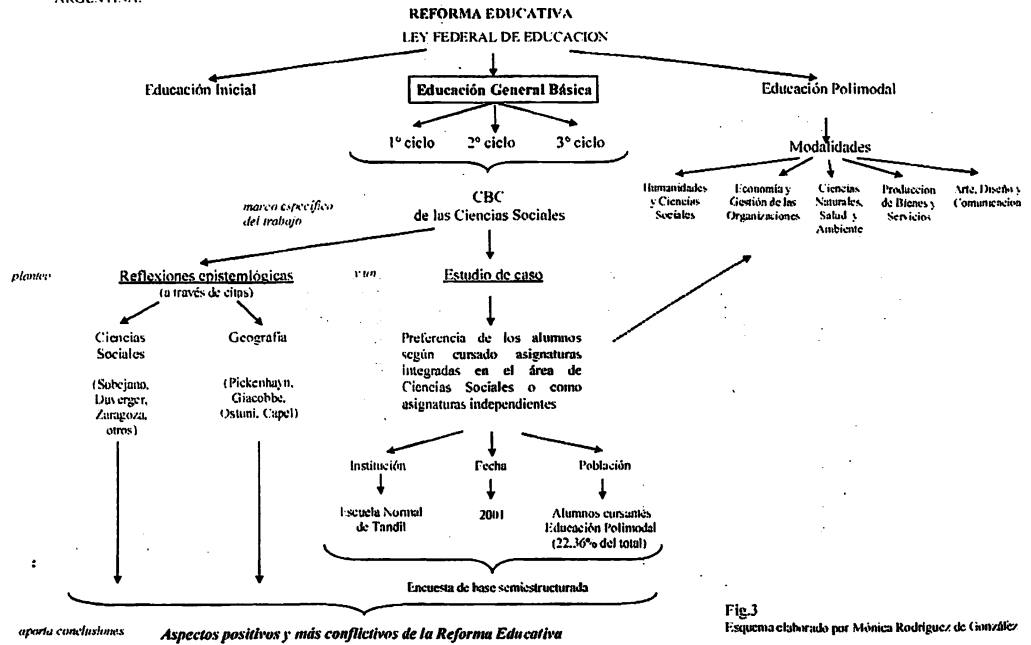 ARGENTINA.
REFORMA EDUCATIVA
LEY FEDERAL DE EDUCACION
Educación Inicial
Educación General Básica
Educación Polimodal
1º ciclo 2º ciclo 3º ciclo
Modalidades
Humanidades
y Ciencias
Sociales
Economía y
Gestión de las
Organizaciones
Ciencias
Naturales,
Salud y
Ambiente
Produccion
de Bienes y
Servicios
Arte, Diseño y
Comunicacion
CBC
de las Ciencias Sociales
marco específico
del trabajo
plantea
Reflexiones epistemlógicas
(a través de citas)
y un
Estudio de caso
Ciencias
Sociales
(Sobejano,
Duverger,
Zaragoza,
otros)
Geografía
(Pickenhayn,
Giacobbe,
Ostuni, Capel)
Preferencia de los alumnos
según cursado asignaturas
integradas en el área de
Ciencias Sociales o como
asignaturas independientes
Institución
Fecha
Población
Escuela Normal
de Tandil
2001
Alumnos cursantes
Educación Polimodal
(22.36% del total)
Encuesta de base semiestructurada
aporta conclusiones
Aspectos positivos y más conflictivos de la Reforma Educativa
Fig.3
Esquema elaborado por Mónica Rodríguez de González